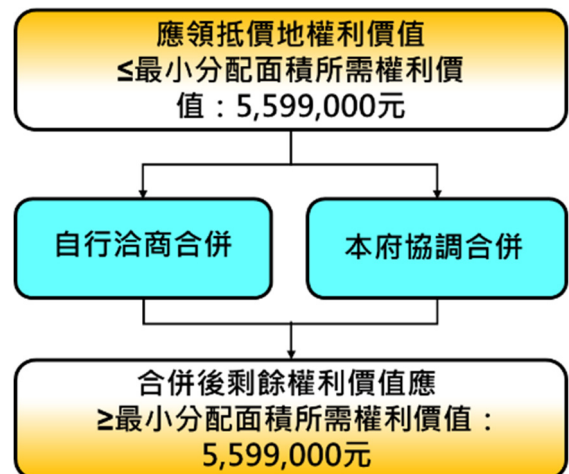 應領抵價地權利價值
≤最小分配面積所需權利價
值：5,599,000元
自行洽商合併
本府協調合併
合併後剩餘權利價值應
≥最小分配面積所需權利價值：
5,599,000元